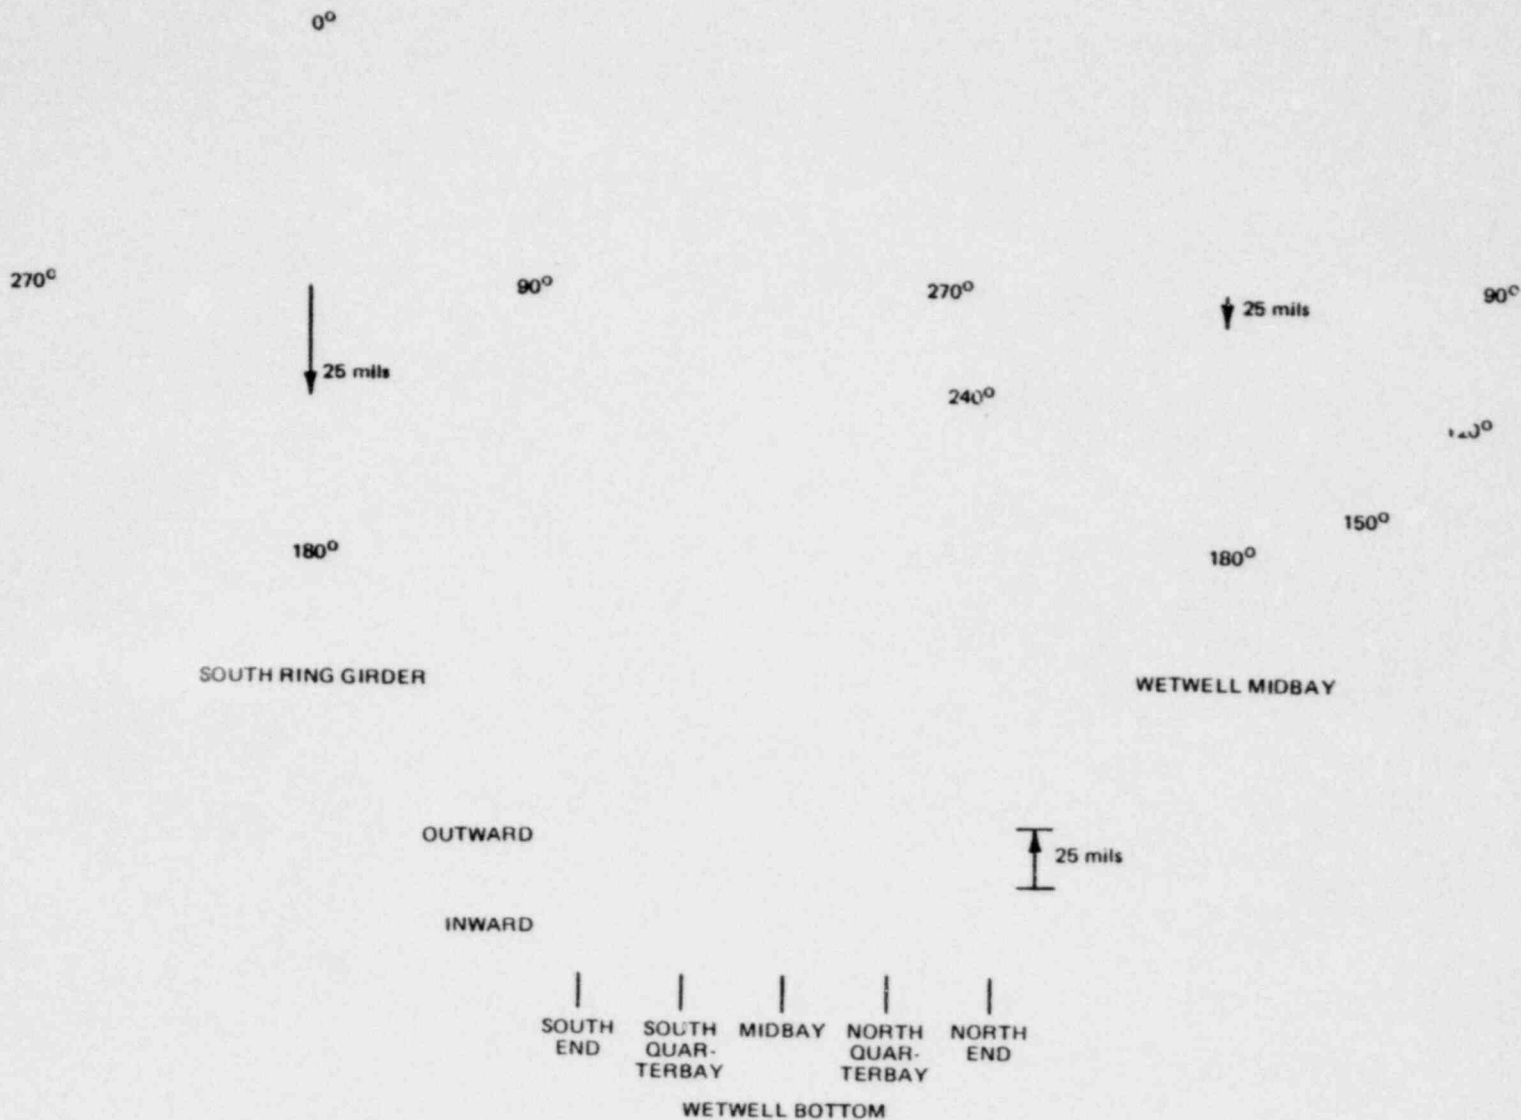 0°
270°
90°
25 mils
180°
SOUTH RING GIRDER
270°
90°
25 mils
240°
150°
180°
WETWELL MIDBAY
OUTWARD
25 mils
INWARD
SOUTH
END
SOUTH
QUAR-
TERBAY
MIDBAY
NORTH
QUAR-
TERBAY
NORTH
END
WETWELL BOTTOM